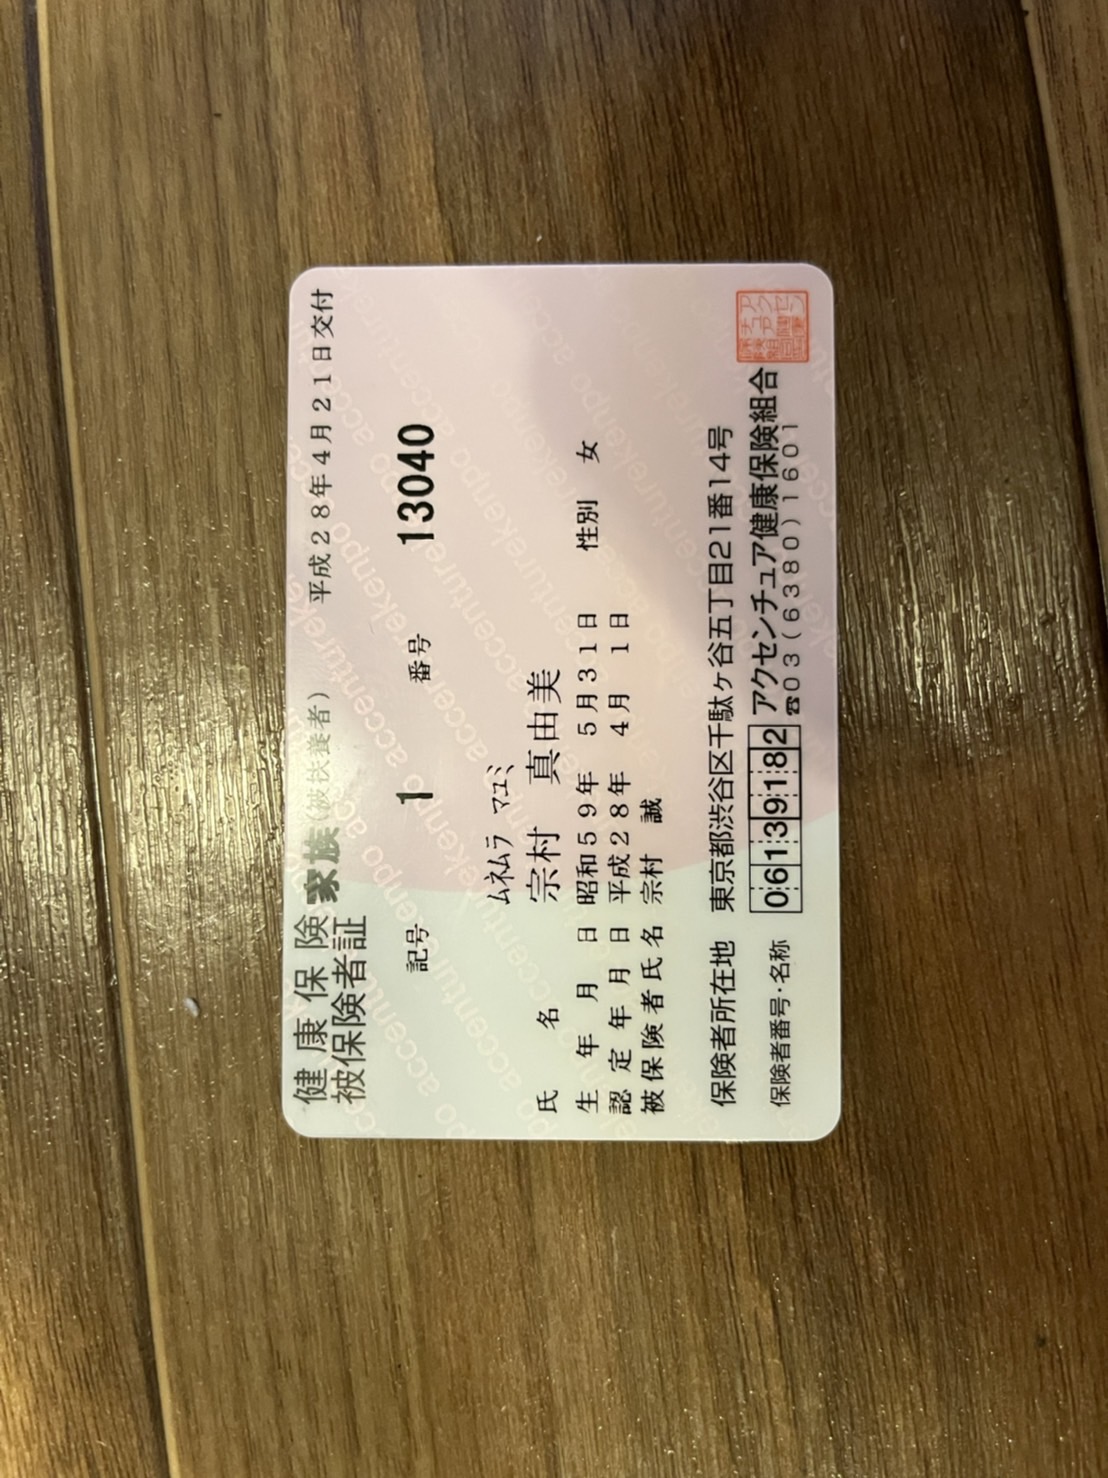 健康保険 家族(被扶養者) 平成28年4月21日交付
被保険者証
記号 1 番号 13040
ﾑﾈﾑﾗ ﾏﾕﾐ
氏名 宗村 真由美
生年月日 昭和59年 5月31日 性別 女
認定年月日 平成28年 4月 1日
被保険者氏名 宗村 誠
保険者所在地 東京都渋谷区千駄ヶ谷五丁目21番14号
保険者番号・名称 06139182 アクセンチュア健康保険組合
☎03(6380)1601